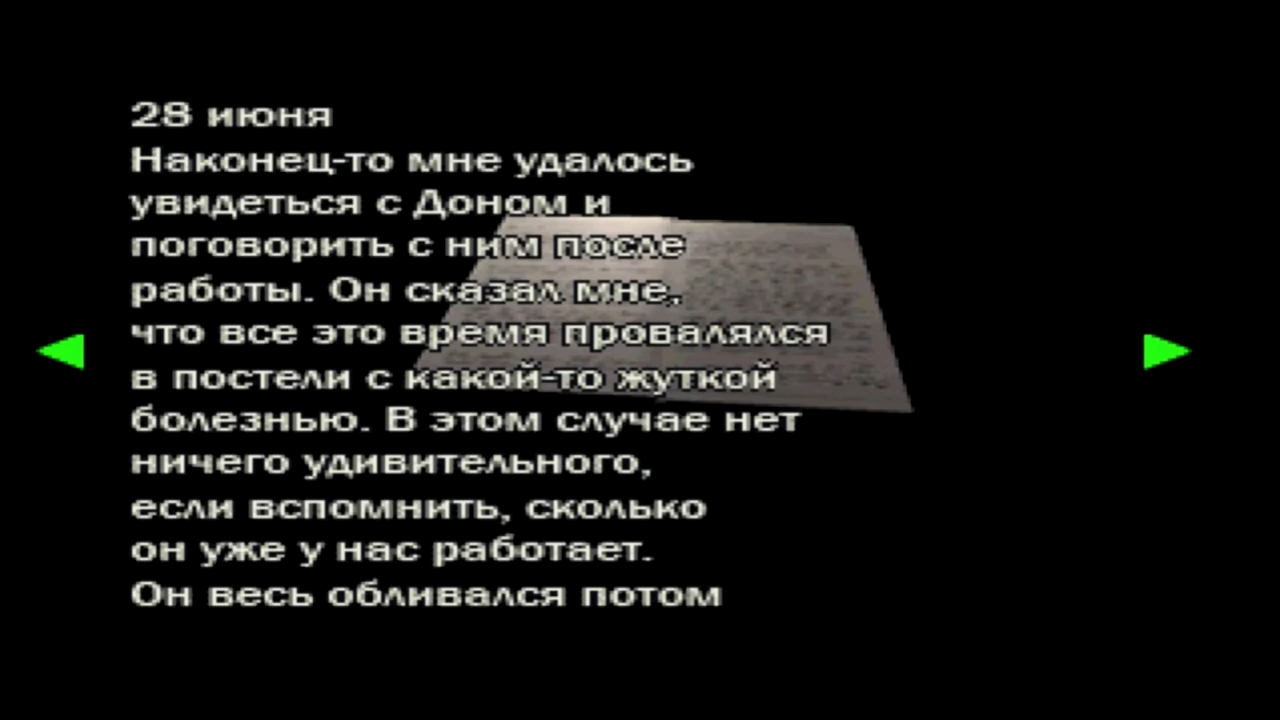 28 июня
Наконец-то мне удалось
увидеться с Доном и
поговорить с ним после
работы. Он сказал мне,
что все это время провалялся
в постели с какой-то жуткой
болезнью. В этом случае нет
ничего удивительного,
если вспомнить, сколько
он уже у нас работает.
Он весь обливался потом